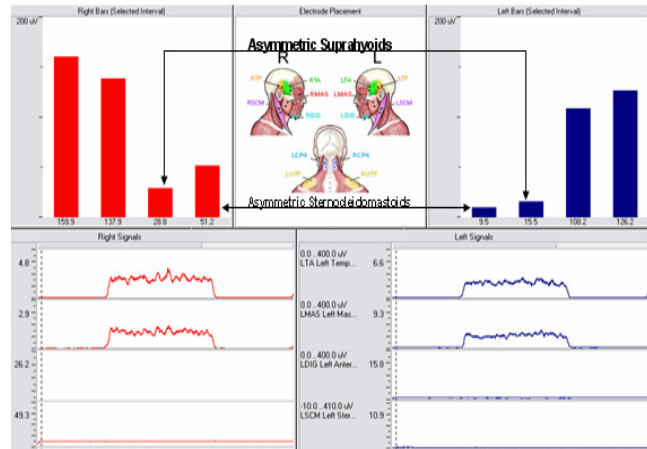 Right Bars (Selected Interval)
Electrode Placement
Left Bars (Selected Interval)
200 uV
200 uV
Asymmetric Suprahyoids
R
L
RTP
RTA
LTA
LTP
RMAS
LMAS
RSCM
LSCM
RDIG
LDIG
LCP4
RCP4
LUTP
RUTP
Asymmetric Sternocleidomastoids
0
0
159.9
137.9
28.8
51.2
9.5
15.5
108.2
126.2
Right Signals
Left Signals
4.8
0.0 ..400.0 uV
LTA Left Temp...
6.6
2.9
0.0 ..400.0 uV
LMAS Left Mas...
9.3
26.2
0.0 ..400.0 uV
LDIG Left Anter...
15.8
49.3
-10.0 ..410.0 uV
LSCM Left Ster...
10.9